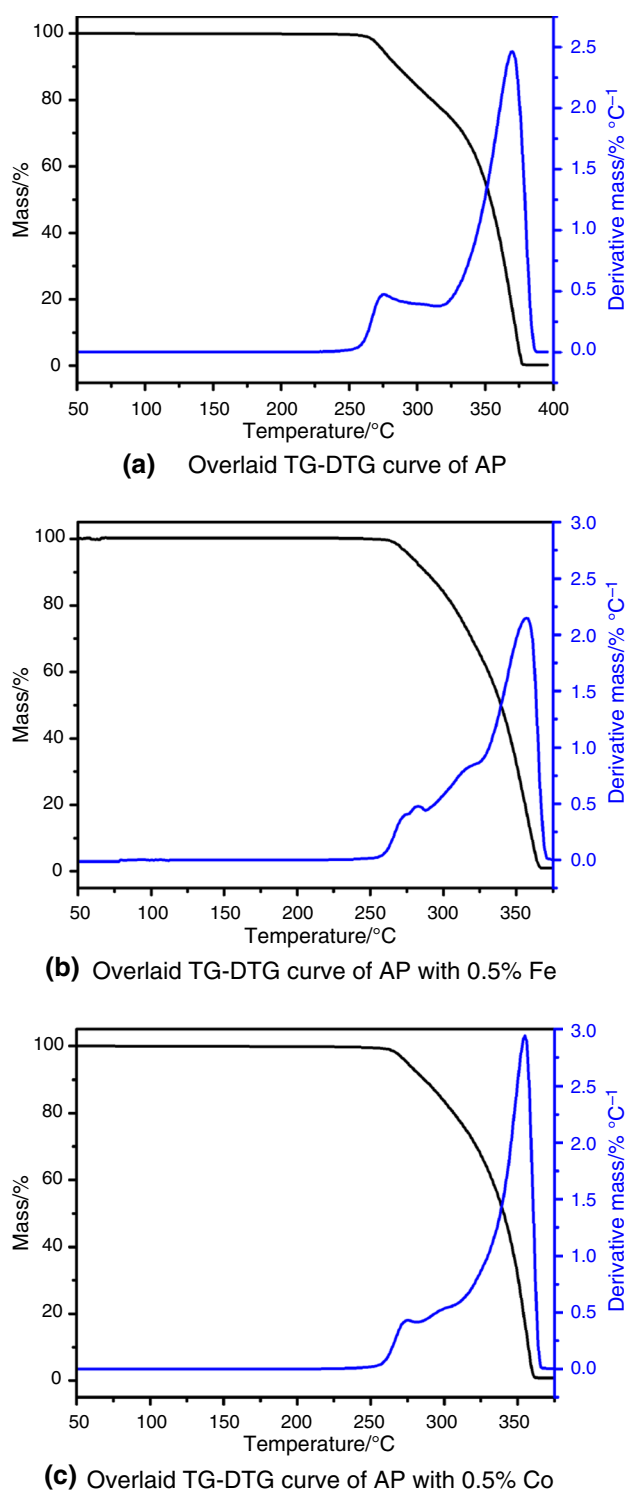 100
80
60
40
20
0
Mass/%
2.5
2.0
1.5
1.0
0.5
0.0
Derivative mass/% °C⁻¹
50 100 150 200 250 300 350 400
Temperature/°C
(a) Overlaid TG-DTG curve of AP
100
80
60
40
20
0
Mass/%
3.0
2.5
2.0
1.5
1.0
0.5
0.0
Derivative mass/% °C⁻¹
50 100 150 200 250 300 350
Temperature/°C
(b) Overlaid TG-DTG curve of AP with 0.5% Fe
100
80
60
40
20
0
Mass/%
3.0
2.5
2.0
1.5
1.0
0.5
0.0
Derivative mass/% °C⁻¹
50 100 150 200 250 300 350
Temperature/°C
(c) Overlaid TG-DTG curve of AP with 0.5% Co